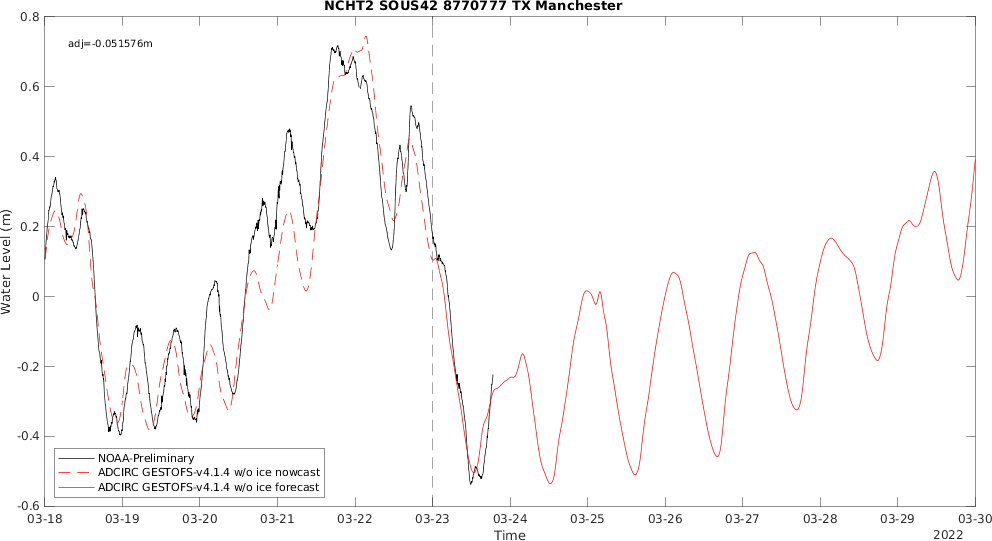 NCHT2 SOUS42 8770777 TX Manchester
adj=-0.051576m
0.8
0.6
0.4
0.2
0
-0.2
-0.4
-0.6
Water Level (m)
NOAA-Preliminary
ADCIRC GESTOFS-v4.1.4 w/o ice nowcast
ADCIRC GESTOFS-v4.1.4 w/o ice forecast
03-18 03-19 03-20 03-21 03-22 03-23 03-24 03-25 03-26 03-27 03-28 03-29 03-30
Time
2022